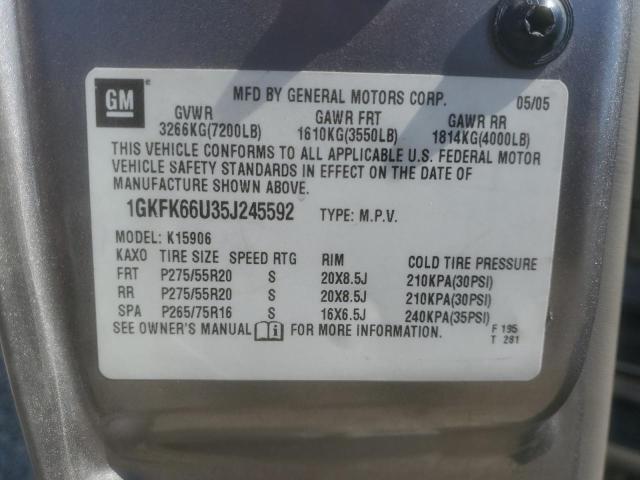 GM
MFD BY GENERAL MOTORS CORP. 05/05
GVWR GAWR FRT GAWR RR
3266KG(7200LB) 1610KG(3550LB) 1814KG(4000LB)
THIS VEHICLE CONFORMS TO ALL APPLICABLE U.S. FEDERAL MOTOR
VEHICLE SAFETY STANDARDS IN EFFECT ON THE DATE OF
MANUFACTURE SHOWN ABOVE.
1GKFK66U35J245592 TYPE: M.P.V.
MODEL: K15906
KAXO TIRE SIZE SPEED RTG RIM COLD TIRE PRESSURE
FRT P275/55R20 S 20X8.5J 210KPA(30PSI)
RR P275/55R20 S 20X8.5J 210KPA(30PSI)
SPA P265/75R16 S 16X6.5J 240KPA(35PSI)
SEE OWNER'S MANUAL FOR MORE INFORMATION. F 195
T 281